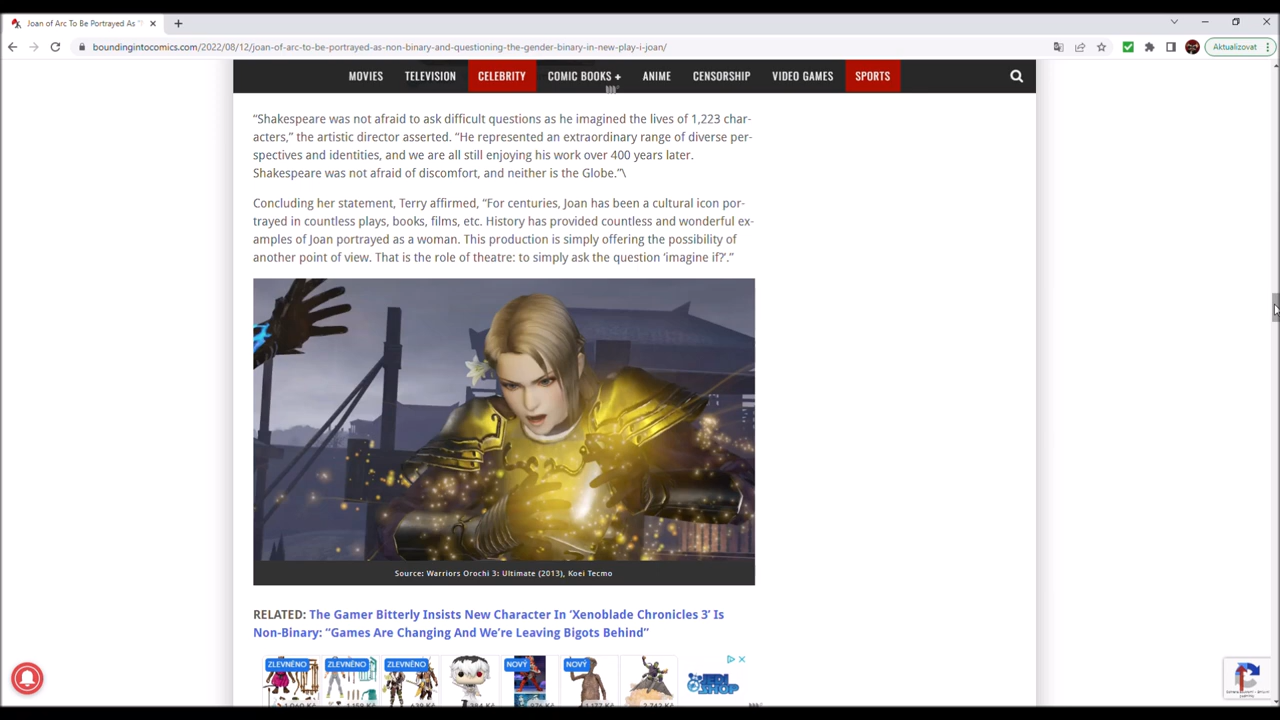 Joan of Arc To Be Portrayed As
boundingintocomics.com/2022/08/12/joan-of-arc-to-be-portrayed-as-non-binary-and-questioning-the-gender-binary-in-new-play-i-joan/
Aktualizovat
MOVIES TELEVISION CELEBRITY COMIC BOOKS + ANIME CENSORSHIP VIDEO GAMES SPORTS
“Shakespeare was not afraid to ask difficult questions as he imagined the lives of 1,223 char-
acters,” the artistic director asserted. “He represented an extraordinary range of diverse per-
spectives and identities, and we are all still enjoying his work over 400 years later.
Shakespeare was not afraid of discomfort, and neither is the Globe.”\
Concluding her statement, Terry affirmed, “For centuries, Joan has been a cultural icon por-
trayed in countless plays, books, films, etc. History has provided countless and wonderful ex-
amples of Joan portrayed as a woman. This production is simply offering the possibility of
another point of view. That is the role of theatre: to simply ask the question ‘imagine if?’.”
Source: Warriors Orochi 3: Ultimate (2013), Koei Tecmo
RELATED: The Gamer Bitterly Insists New Character In ‘Xenoblade Chronicles 3’ Is
Non-Binary: “Games Are Changing And We’re Leaving Bigots Behind”
ZLEVNĚNO ZLEVNĚNO ZLEVNĚNO NOVÝ NOVÝ
JEDI SHOP